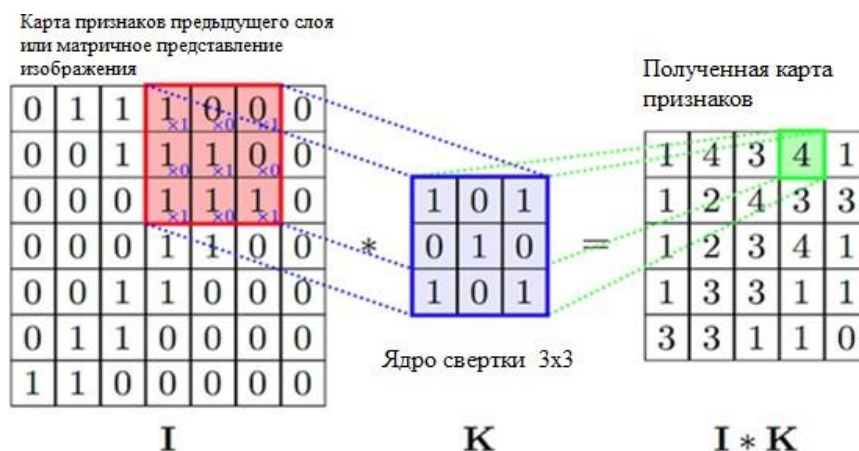 Карта признаков предыдущего слоя
или матричное представление
изображения
Полученная карта
признаков
0 1 1 1 0 0 0
×1 ×0 ×1
0 0 1 1 1 0 0
×0 ×1 ×0
0 0 0 1 1 1 0
×1 ×0 ×1
0 0 0 1 1 0 0
0 0 1 1 0 0 0
0 1 1 0 0 0 0
1 1 0 0 0 0 0
I
*
1 0 1
0 1 0
1 0 1
Ядро свертки 3x3
K
=
1 4 3 4 1
1 2 4 3 3
1 2 3 4 1
1 3 3 1 1
3 3 1 1 0
I * K